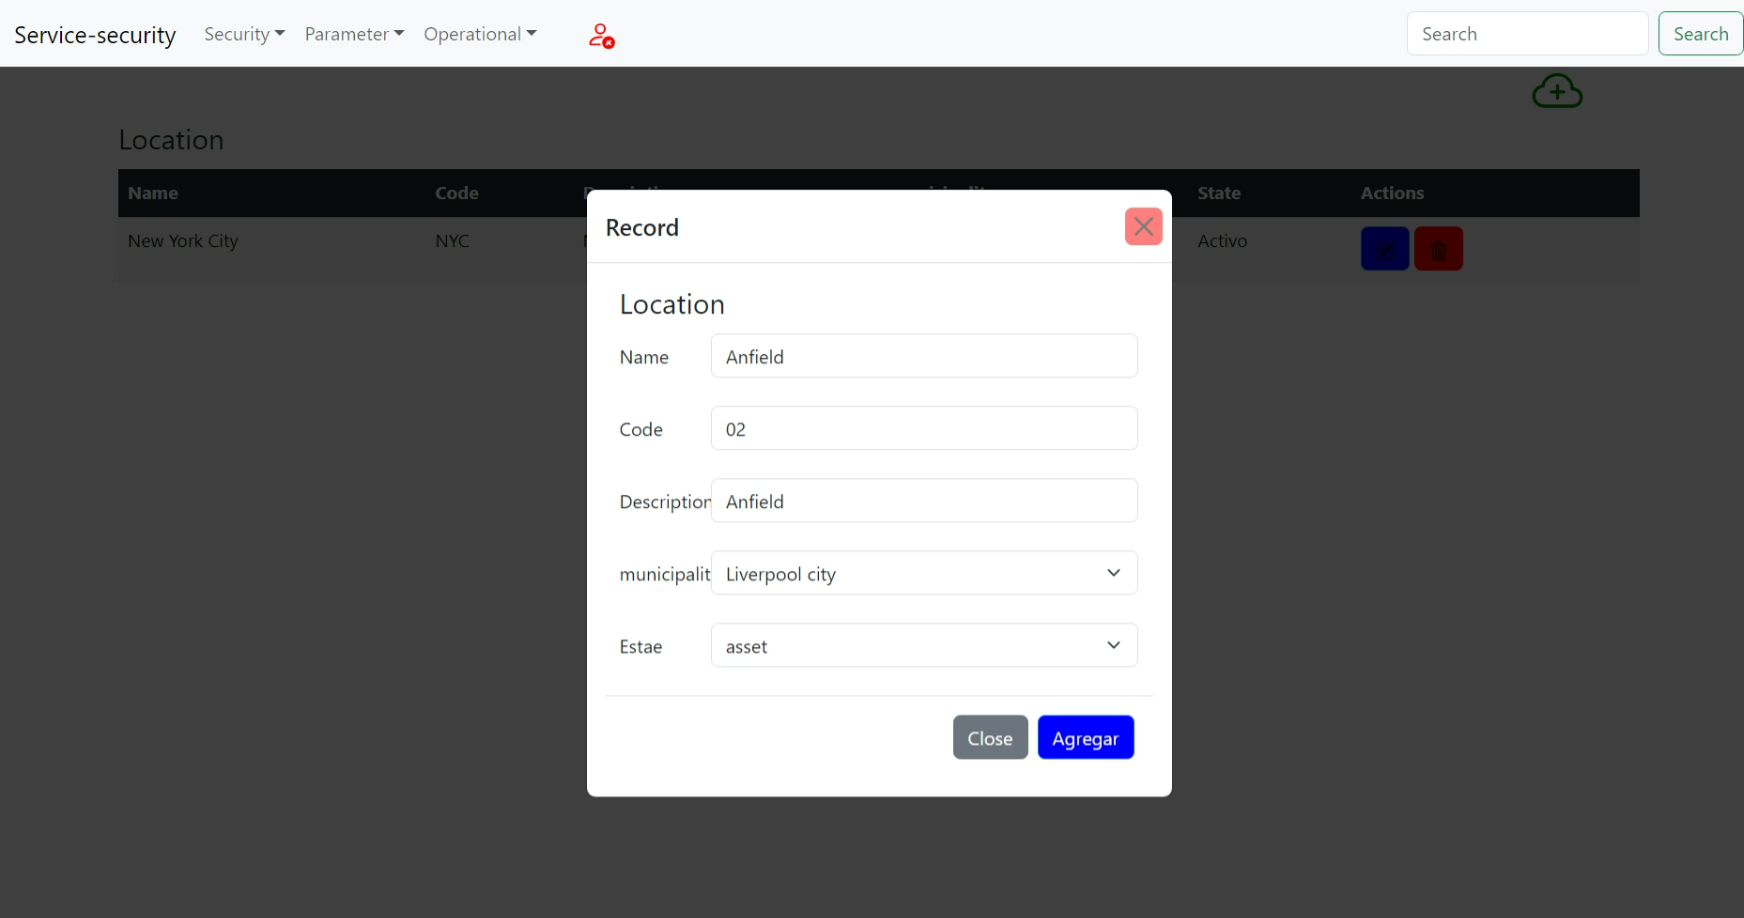 Service-security Security Parameter Operational Search Search
Location
Name Code State Actions
New York City NYC Activo
Record
Location
Name Anfield
Code 02
Description Anfield
municipalit Liverpool city
Estae asset
Close Agregar